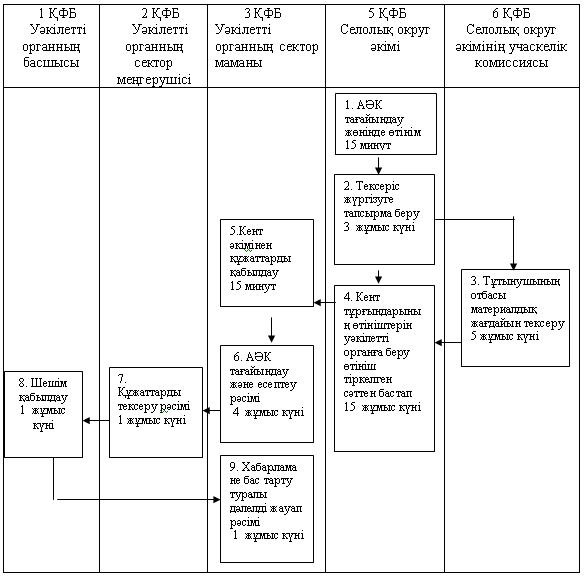 1 ҚФБ
Уәкілетті
органның
басшысы
2 ҚФБ
Уәкілетті
органның
сектор
меңгерушісі
3 ҚФБ
Уәкілетті
органның сектор
маманы
5 ҚФБ
Селолық округ
әкімі
6 ҚФБ
Селолық округ
әкімінің учаскелік
комиссиясы
1. АӘК
тағайындау
жөнінде өтінім
15 минут
2. Тексеріс
жүргізуге
тапсырма беру
3 жұмыс күні
3. Тұтынушының
отбасы
материалдық
жағдайын тексеру
5 жұмыс күні
4. Кент
тұрғындарының
ң өтініштерін
уәкілетті
органға беру
өтініш
тіркелген
сәттен бастап
15 жұмыс күні
5.Кент
әкімінен
құжаттарды
қабылдау
15 минут
6. АӘК
тағайындау
және есептеу
рәсімі
4 жұмыс күні
7.
Құжаттарды
тексеру рәсімі
1 жұмыс күні
8. Шешім
қабылдау
1 жұмыс
күні
9. Хабарлама
не бас тарту
туралы
дәлелді жауап
рәсімі
1 жұмыс күні